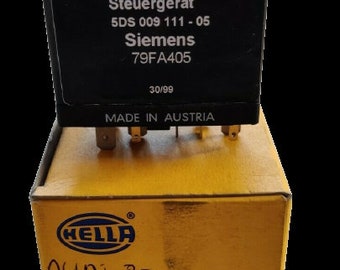 Steuergerät
5DS 009 111 - 05
Siemens
79FA405
30/99
MADE IN AUSTRIA
HELLA